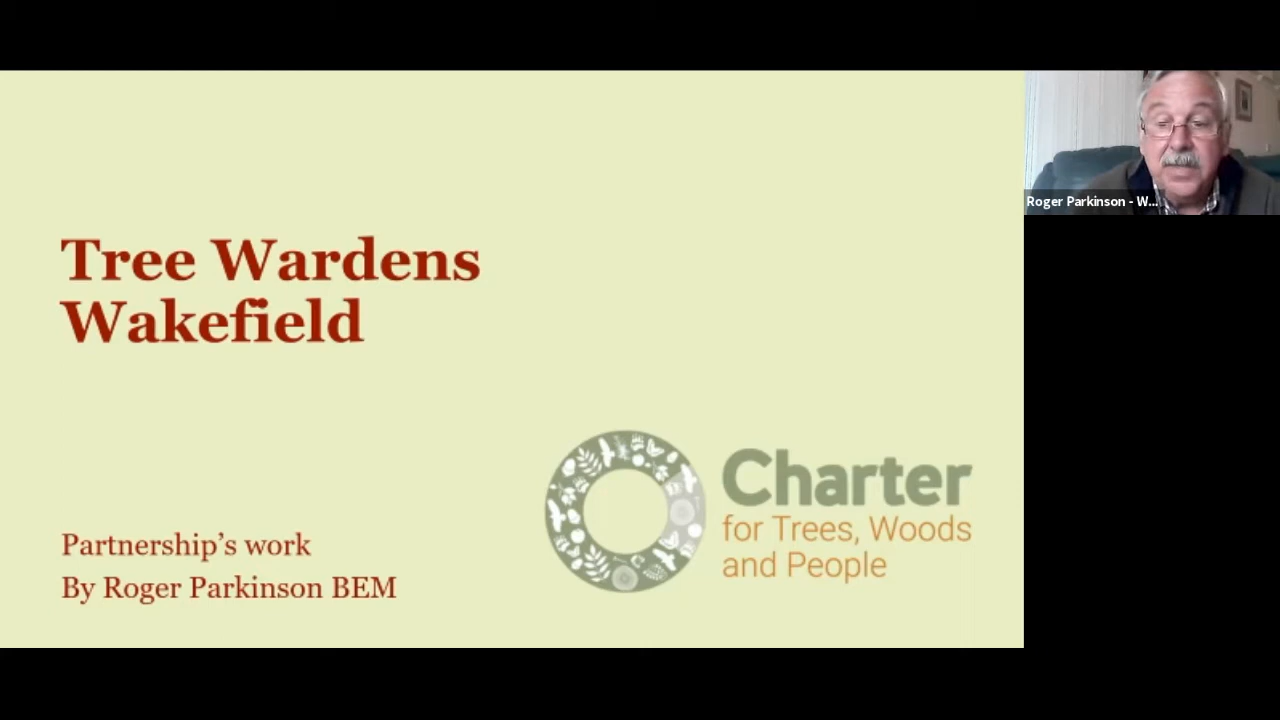 Tree Wardens
Wakefield
Partnership’s work
By Roger Parkinson BEM
Charter
for Trees, Woods
and People
Roger Parkinson - W...